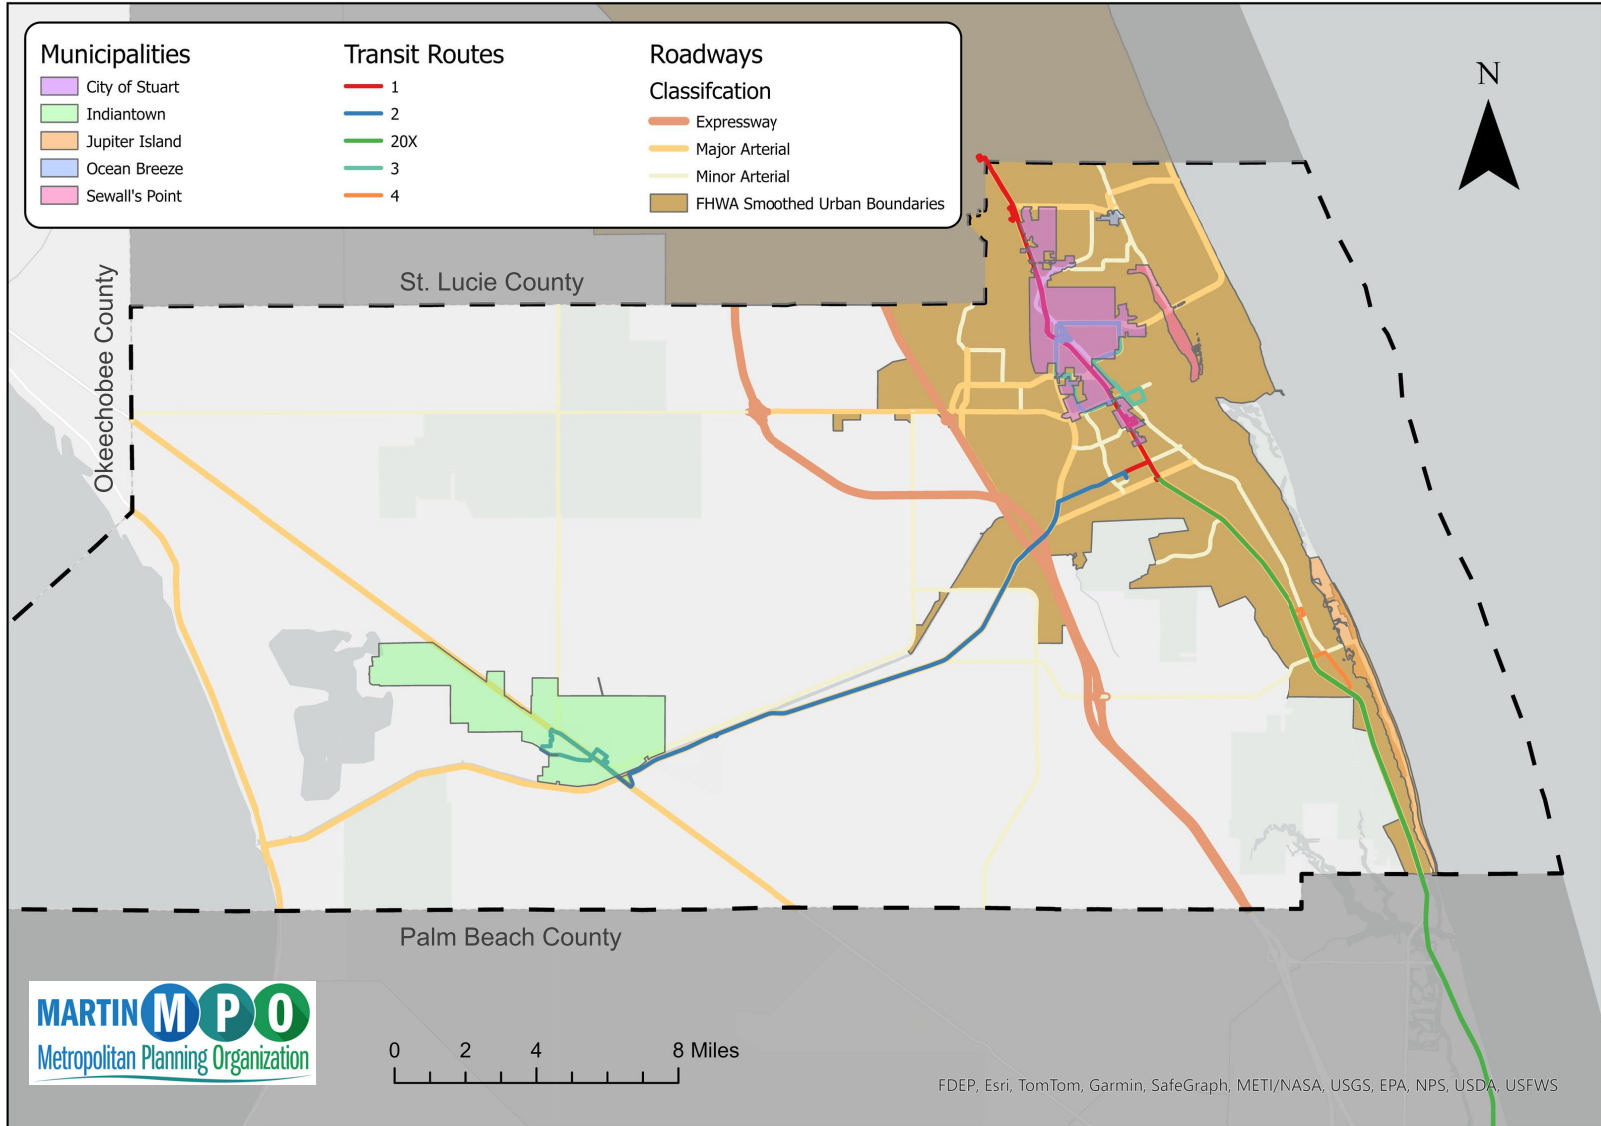 Municipalities
City of Stuart
Indiantown
Jupiter Island
Ocean Breeze
Sewall's Point
Transit Routes
1
2
20X
3
4
Roadways
Classifcation
Expressway
Major Arterial
Minor Arterial
FHWA Smoothed Urban Boundaries
N
St. Lucie County
Okeechobee County
Palm Beach County
MARTIN MPO
Metropolitan Planning Organization
0 2 4 8 Miles
FDEP, Esri, TomTom, Garmin, SafeGraph, METI/NASA, USGS, EPA, NPS, USDA, USFWS